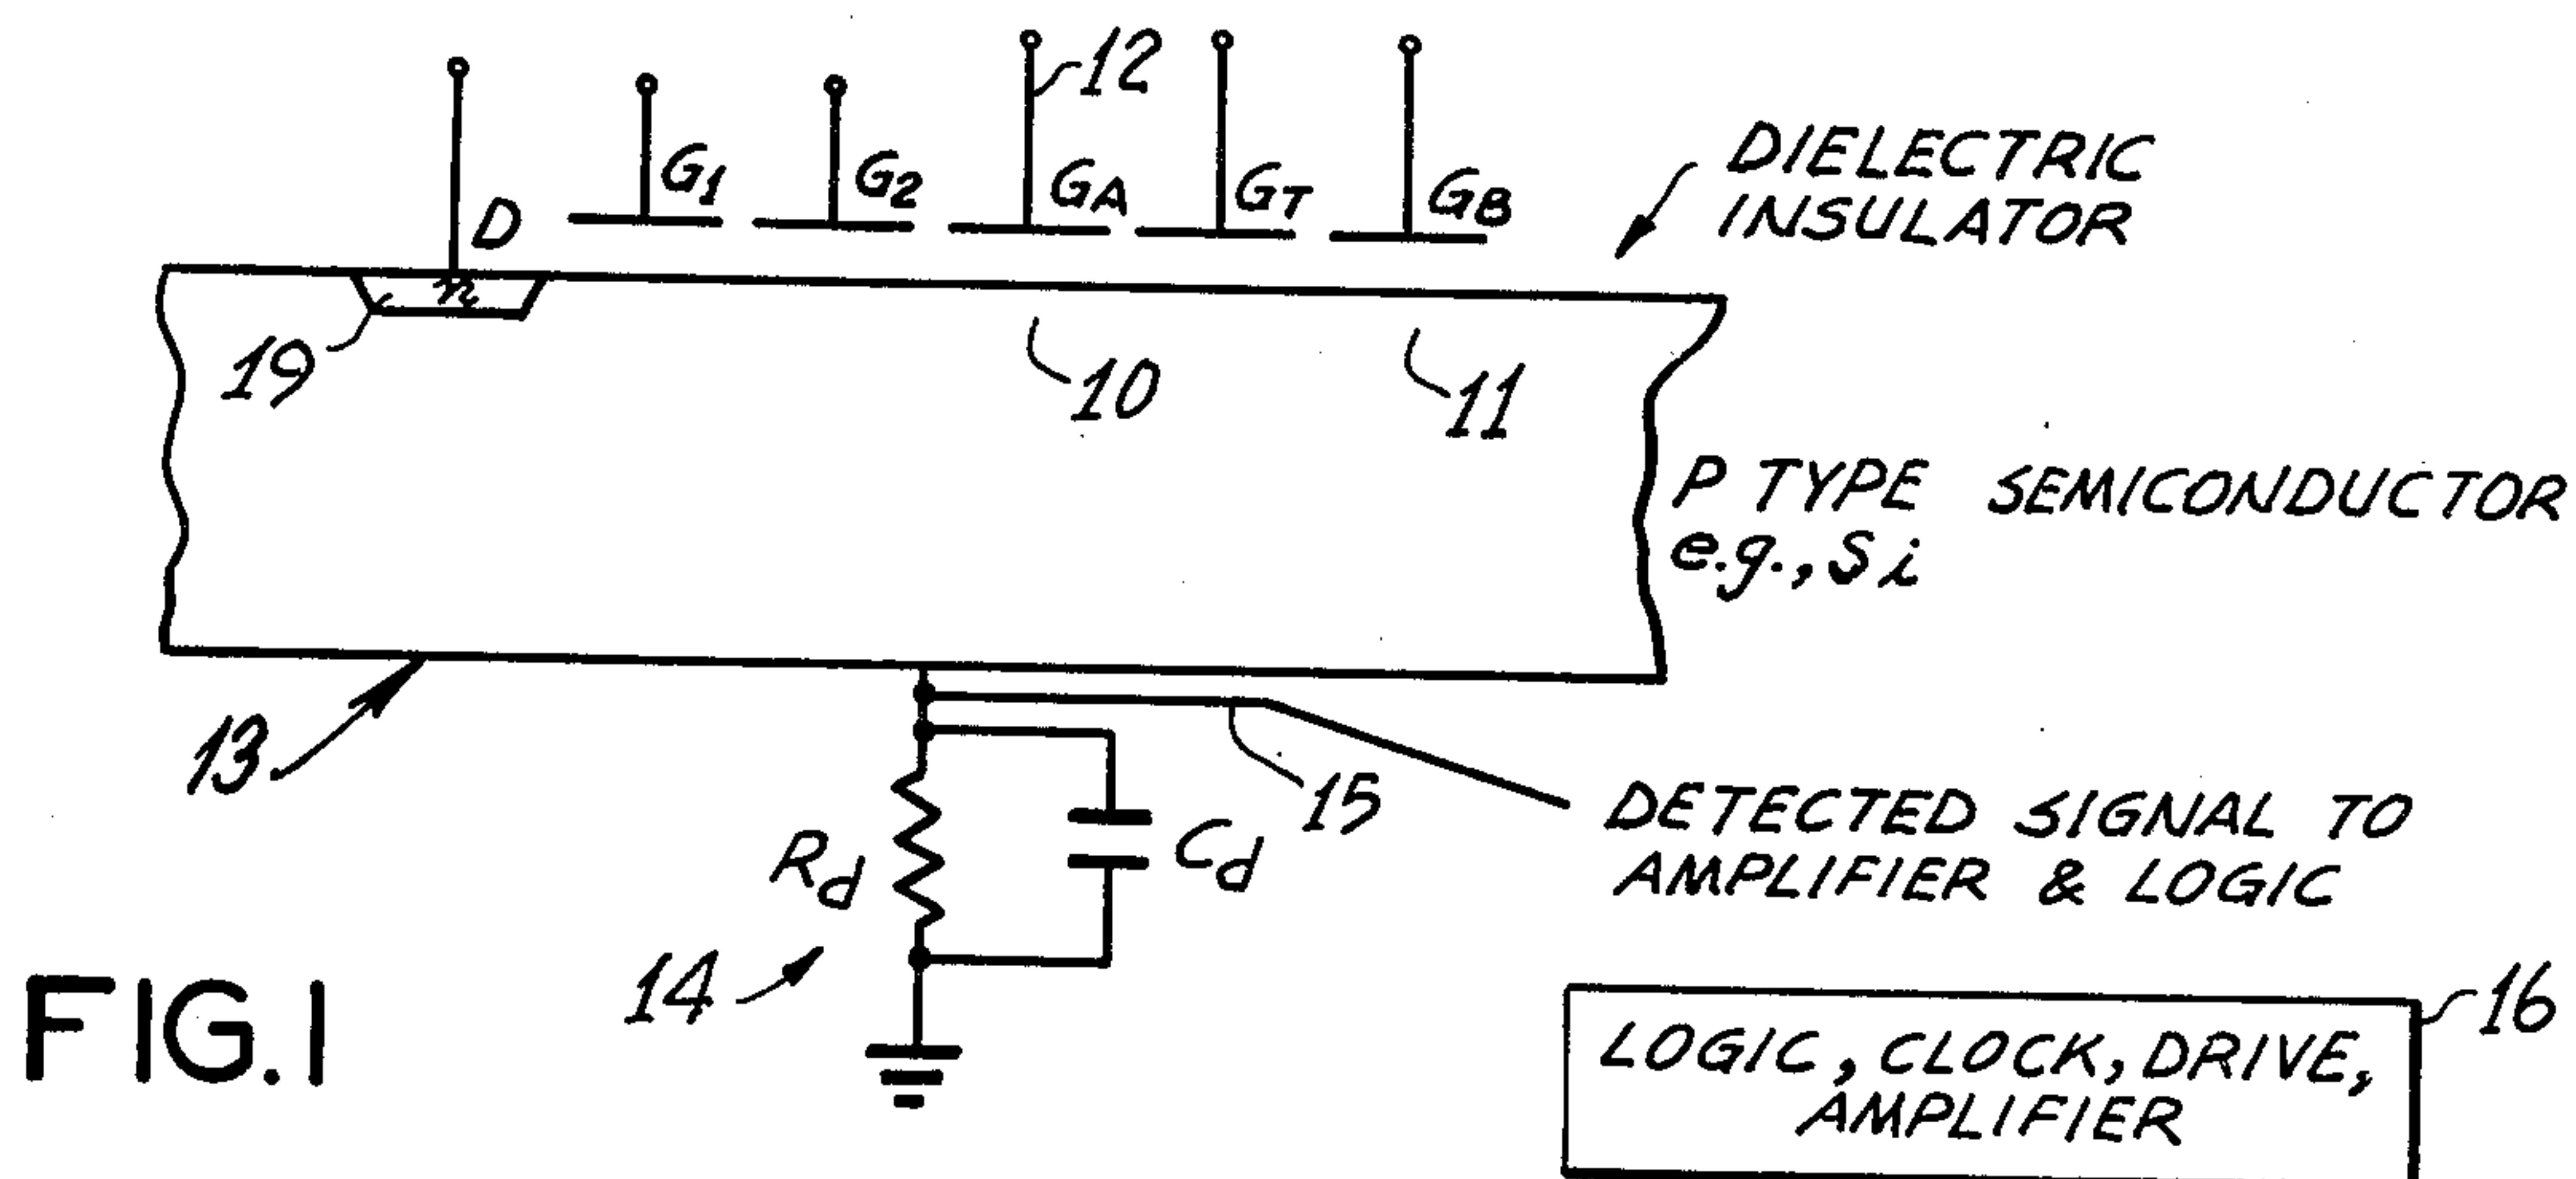 12
D
G1
G2
GA
GT
GB
DIELECTRIC
INSULATOR
n
19
10
11
P TYPE SEMICONDUCTOR
e.g., Si
13
15
Rd
Cd
DETECTED SIGNAL TO
AMPLIFIER & LOGIC
14
FIG.1
16
LOGIC, CLOCK, DRIVE,
AMPLIFIER